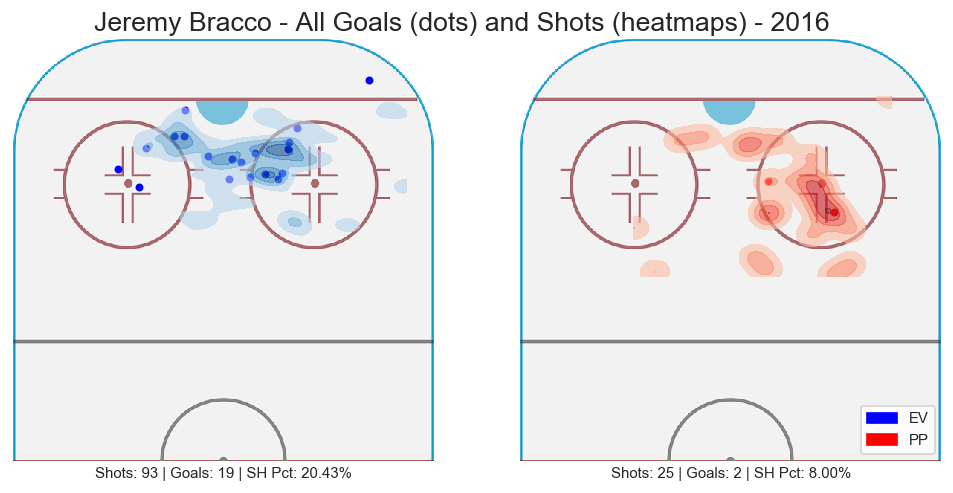 Jeremy Bracco - All Goals (dots) and Shots (heatmaps) - 2016
EV
PP
Shots: 93 | Goals: 19 | SH Pct: 20.43%
Shots: 25 | Goals: 2 | SH Pct: 8.00%